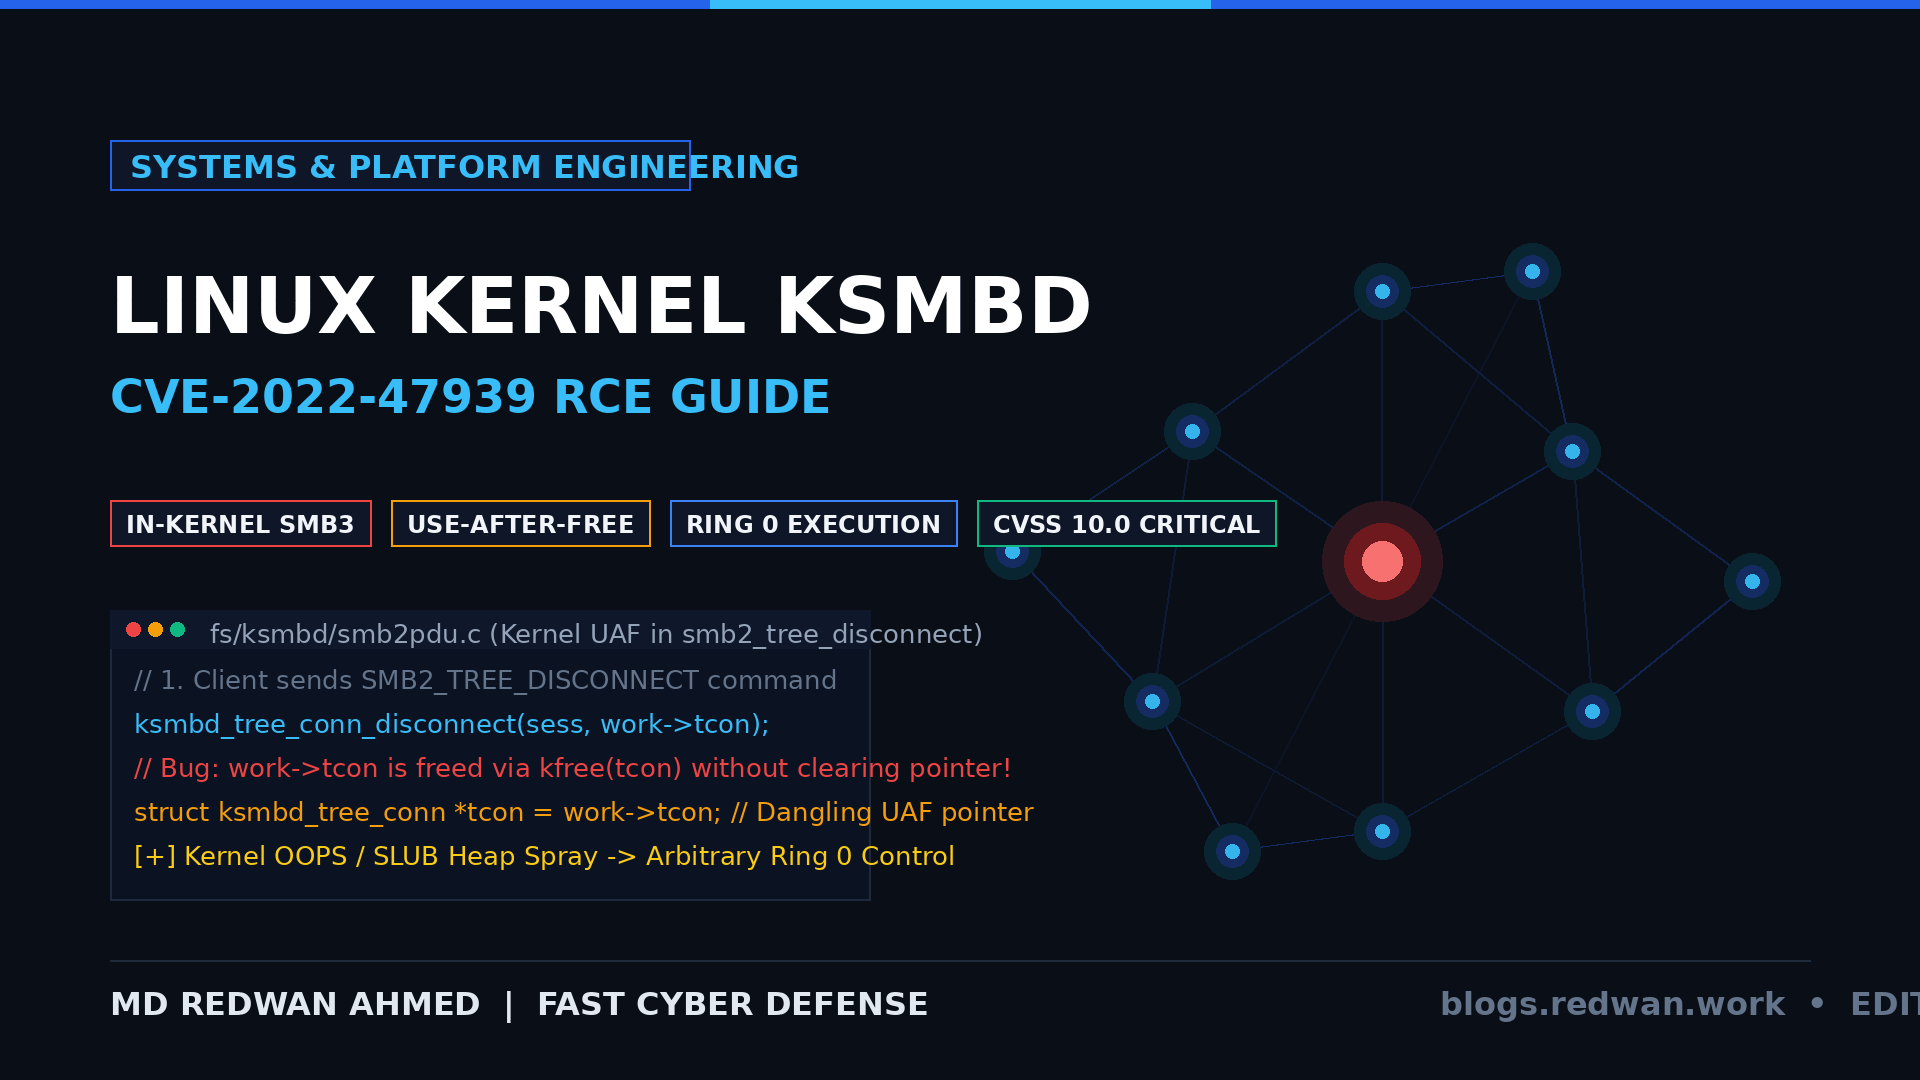 SYSTEMS & PLATFORM ENGINEERING
LINUX KERNEL KSMBD
CVE-2022-47939 RCE GUIDE
IN-KERNEL SMB3 USE-AFTER-FREE RING 0 EXECUTION CVSS 10.0 CRITICAL
fs/ksmbd/smb2pdu.c (Kernel UAF in smb2_tree_disconnect)
// 1. Client sends SMB2_TREE_DISCONNECT command
ksmbd_tree_conn_disconnect(sess, work->tcon);
// Bug: work->tcon is freed via kfree(tcon) without clearing pointer!
struct ksmbd_tree_conn *tcon = work->tcon; // Dangling UAF pointer
[+] Kernel OOPS / SLUB Heap Spray -> Arbitrary Ring 0 Control
MD REDWAN AHMED | FAST CYBER DEFENSE
blogs.redwan.work •